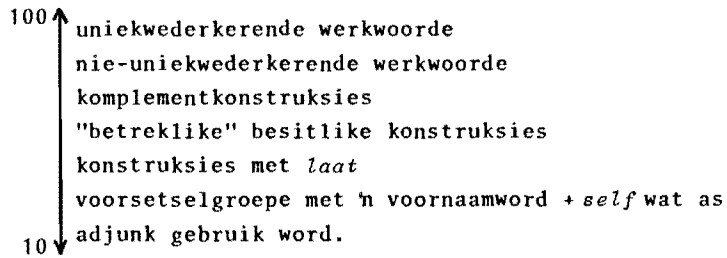 100 uniekwederkerende werkwoorde
nie-uniekwederkerende werkwoorde
komplementkonstruksies
"betreklike" besitlike konstruksies
konstruksies met laat
voorsetselgroepe met 'n voornaamword + self wat as
10 adjunk gebruik word.